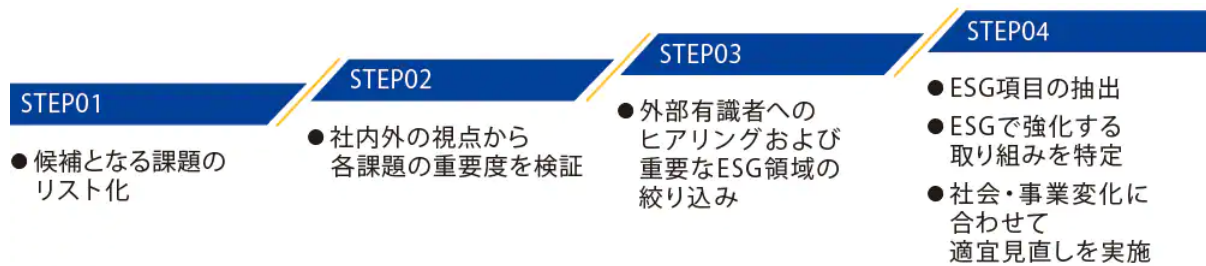 STEP01
● 候補となる課題の
リスト化
STEP02
● 社内外の視点から
各課題の重要度を検証
STEP03
● 外部有識者への
ヒアリングおよび
重要なESG領域の
絞り込み
STEP04
● ESG項目の抽出
● ESGで強化する
取り組みを特定
● 社会・事業変化に
合わせて
適宜見直しを実施